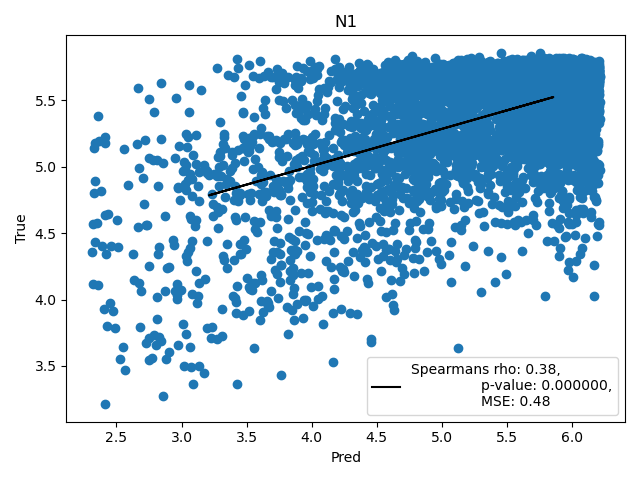 N1
True
5.5
5.0
4.5
4.0
3.5
Spearmans rho: 0.38,
p-value: 0.000000,
MSE: 0.48
2.5 3.0 3.5 4.0 4.5 5.0 5.5 6.0
Pred